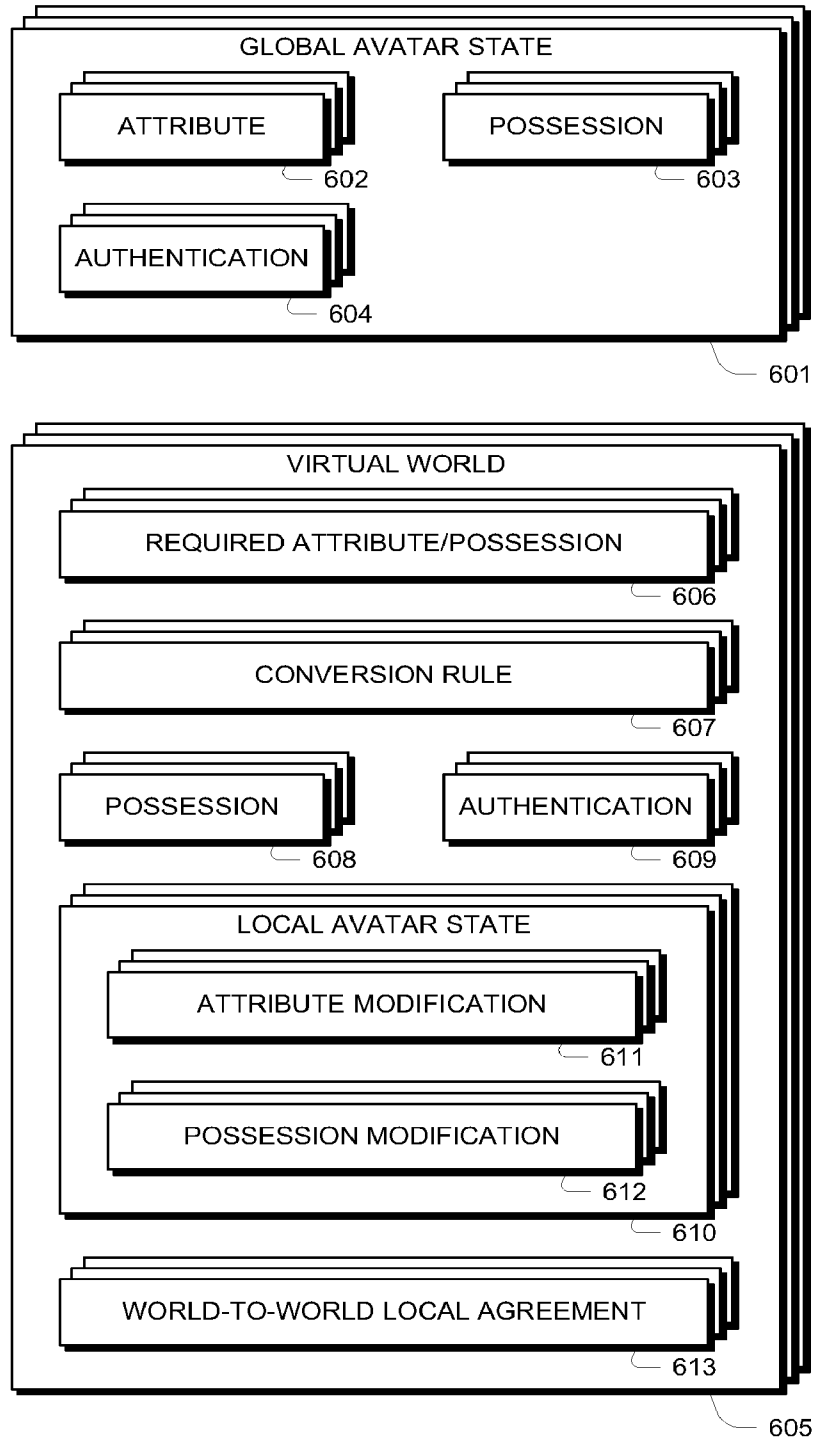 GLOBAL AVATAR STATE
ATTRIBUTE
602
POSSESSION
603
AUTHENTICATION
604
601
VIRTUAL WORLD
REQUIRED ATTRIBUTE/POSSESSION
606
CONVERSION RULE
607
POSSESSION
608
AUTHENTICATION
609
LOCAL AVATAR STATE
ATTRIBUTE MODIFICATION
611
POSSESSION MODIFICATION
612
610
WORLD-TO-WORLD LOCAL AGREEMENT
613
605